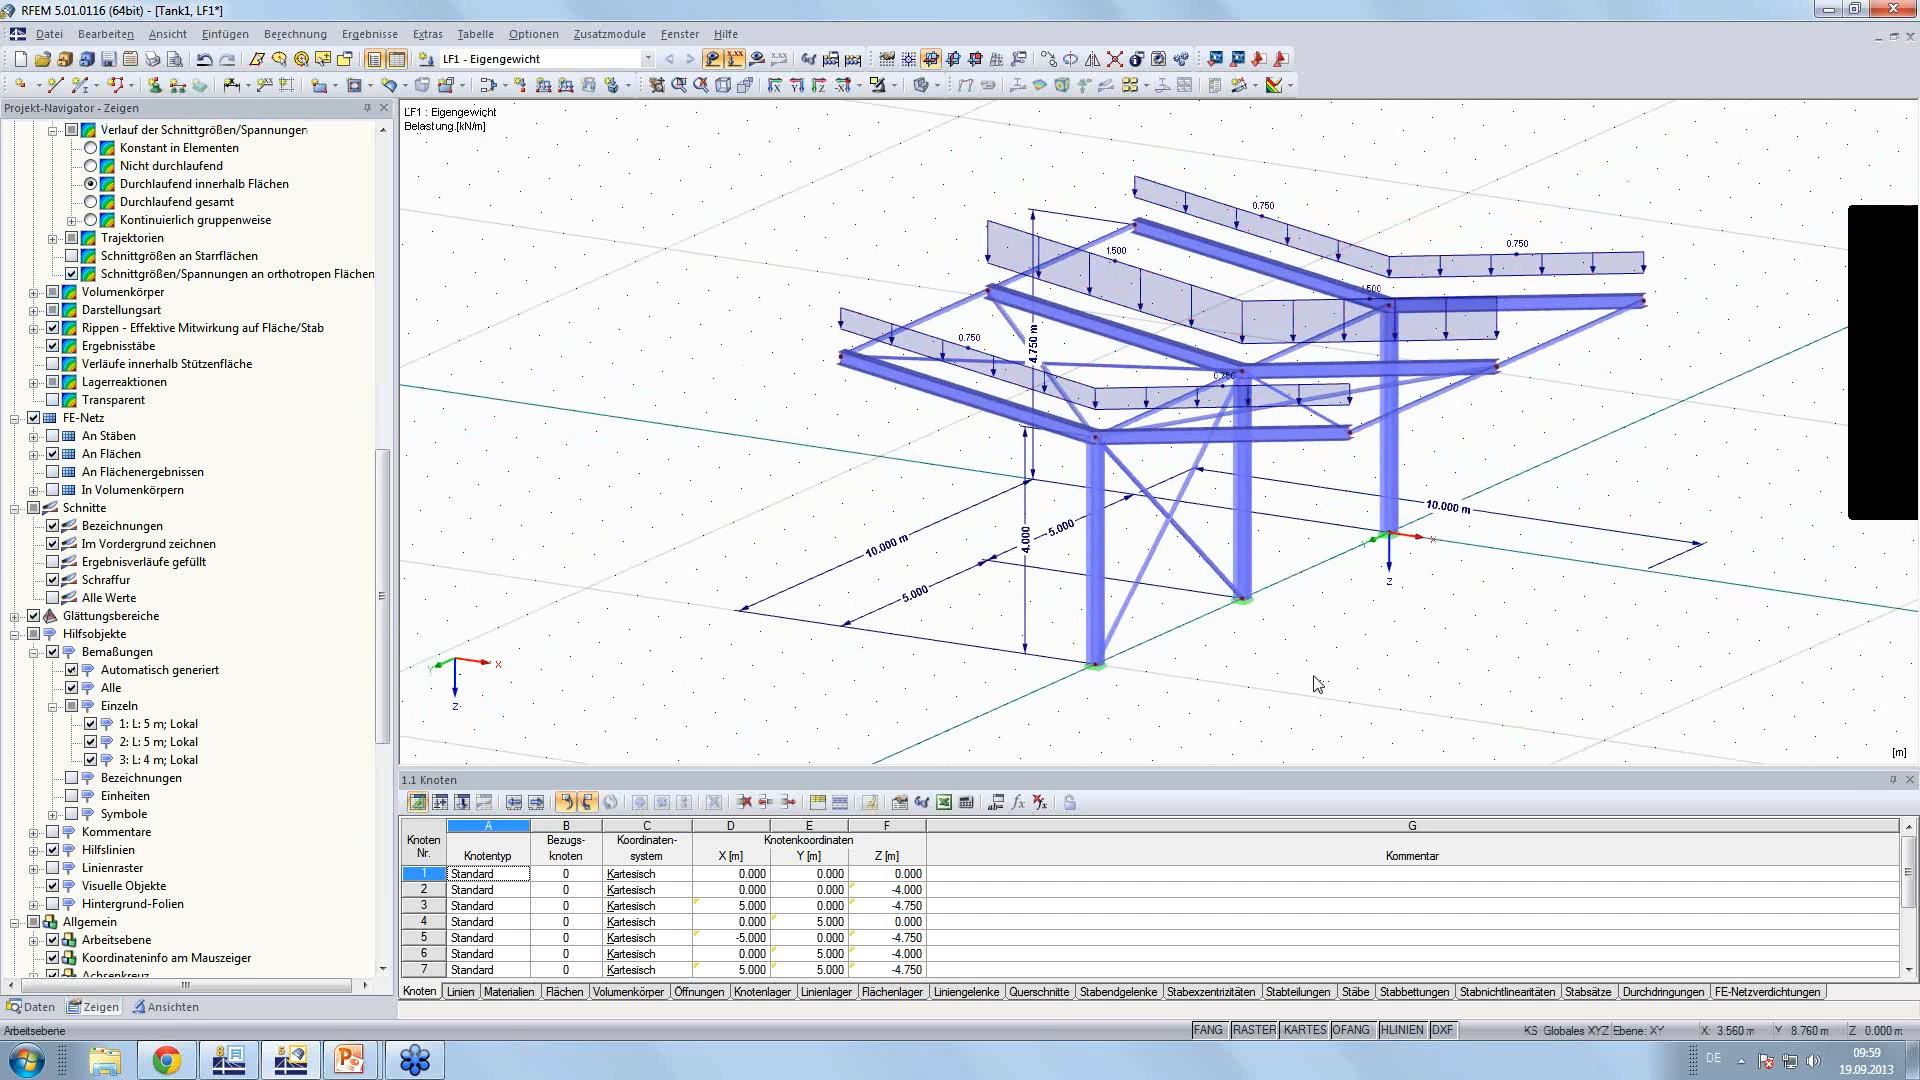 RFEM 5.01.0116 (64bit) - [Tank1, LF1*]
Datei Bearbeiten Ansicht Einfügen Berechnung Ergebnisse Extras Tabelle Optionen Zusatzmodule Fenster Hilfe
LF1 - Eigengewicht
Projekt-Navigator - Zeigen
Verlauf der Schnittgrößen/Spannungen
Konstant in Elementen
Nicht durchlaufend
Durchlaufend innerhalb Flächen
Durchlaufend gesamt
Kontinuierlich gruppenweise
Trajektorien
Schnittgrößen an Starrflächen
Schnittgrößen/Spannungen an orthotropen Flächen
Volumenkörper
Darstellungsart
Rippen - Effektive Mitwirkung auf Fläche/Stab
Ergebnisstäbe
Verläufe innerhalb Stützenfläche
Lagerreaktionen
Transparent
FE-Netz
An Stäben
An Flächen
An Flächenergebnissen
In Volumenkörpern
Schnitte
Bezeichnungen
Im Vordergrund zeichnen
Ergebnisverläufe gefüllt
Schraffur
Alle Werte
Glättungsbereiche
Hilfsobjekte
Bemaßungen
Automatisch generiert
Alle
Einzeln
1: L: 5 m; Lokal
2: L: 5 m; Lokal
3: L: 4 m; Lokal
Bezeichnungen
Einheiten
Symbole
Kommentare
Hilfslinien
Linienraster
Visuelle Objekte
Hintergrund-Folien
Allgemein
Arbeitsebene
Koordinateninfo am Mauszeiger
Achsenkreuz
Daten Zeigen Ansichten
LF1 : Eigengewicht
Belastung [kN/m]
0.750
0.750
1.500
1.500
0.750
0.750
4.750 m
10.000 m
5.000
4.000
10.000 m
5.000
X
Y
Z
X
Y
Z
[m]
1.1 Knoten
A B C D E F G
Knoten Bezugs- Koordinaten- Knotenkoordinaten
Nr. Knotentyp knoten system X [m] Y [m] Z [m] Kommentar
1 Standard 0 Kartesisch 0.000 0.000 0.000
2 Standard 0 Kartesisch 0.000 0.000 -4.000
3 Standard 0 Kartesisch 5.000 0.000 -4.750
4 Standard 0 Kartesisch 0.000 5.000 0.000
5 Standard 0 Kartesisch -5.000 0.000 -4.750
6 Standard 0 Kartesisch 0.000 5.000 -4.000
7 Standard 0 Kartesisch 5.000 5.000 -4.750
Knoten Linien Materialien Flächen Volumenkörper Öffnungen Knotenlager Linienlager Flächenlager Liniengelenke Querschnitte Stabendgelenke Stabexzentrizitäten Stabteilungen Stäbe Stabbettungen Stabnichtlinearitäten Stabsätze Durchdringungen FE-Netzverdichtungen
Arbeitsebene
FANG RASTER KARTES OFANG HLINIEN DXF
KS Globales XYZ Ebene: XY
X: 3.560 m Y 8.760 m Z 0.000 m
DE
09:59
19.09.2013